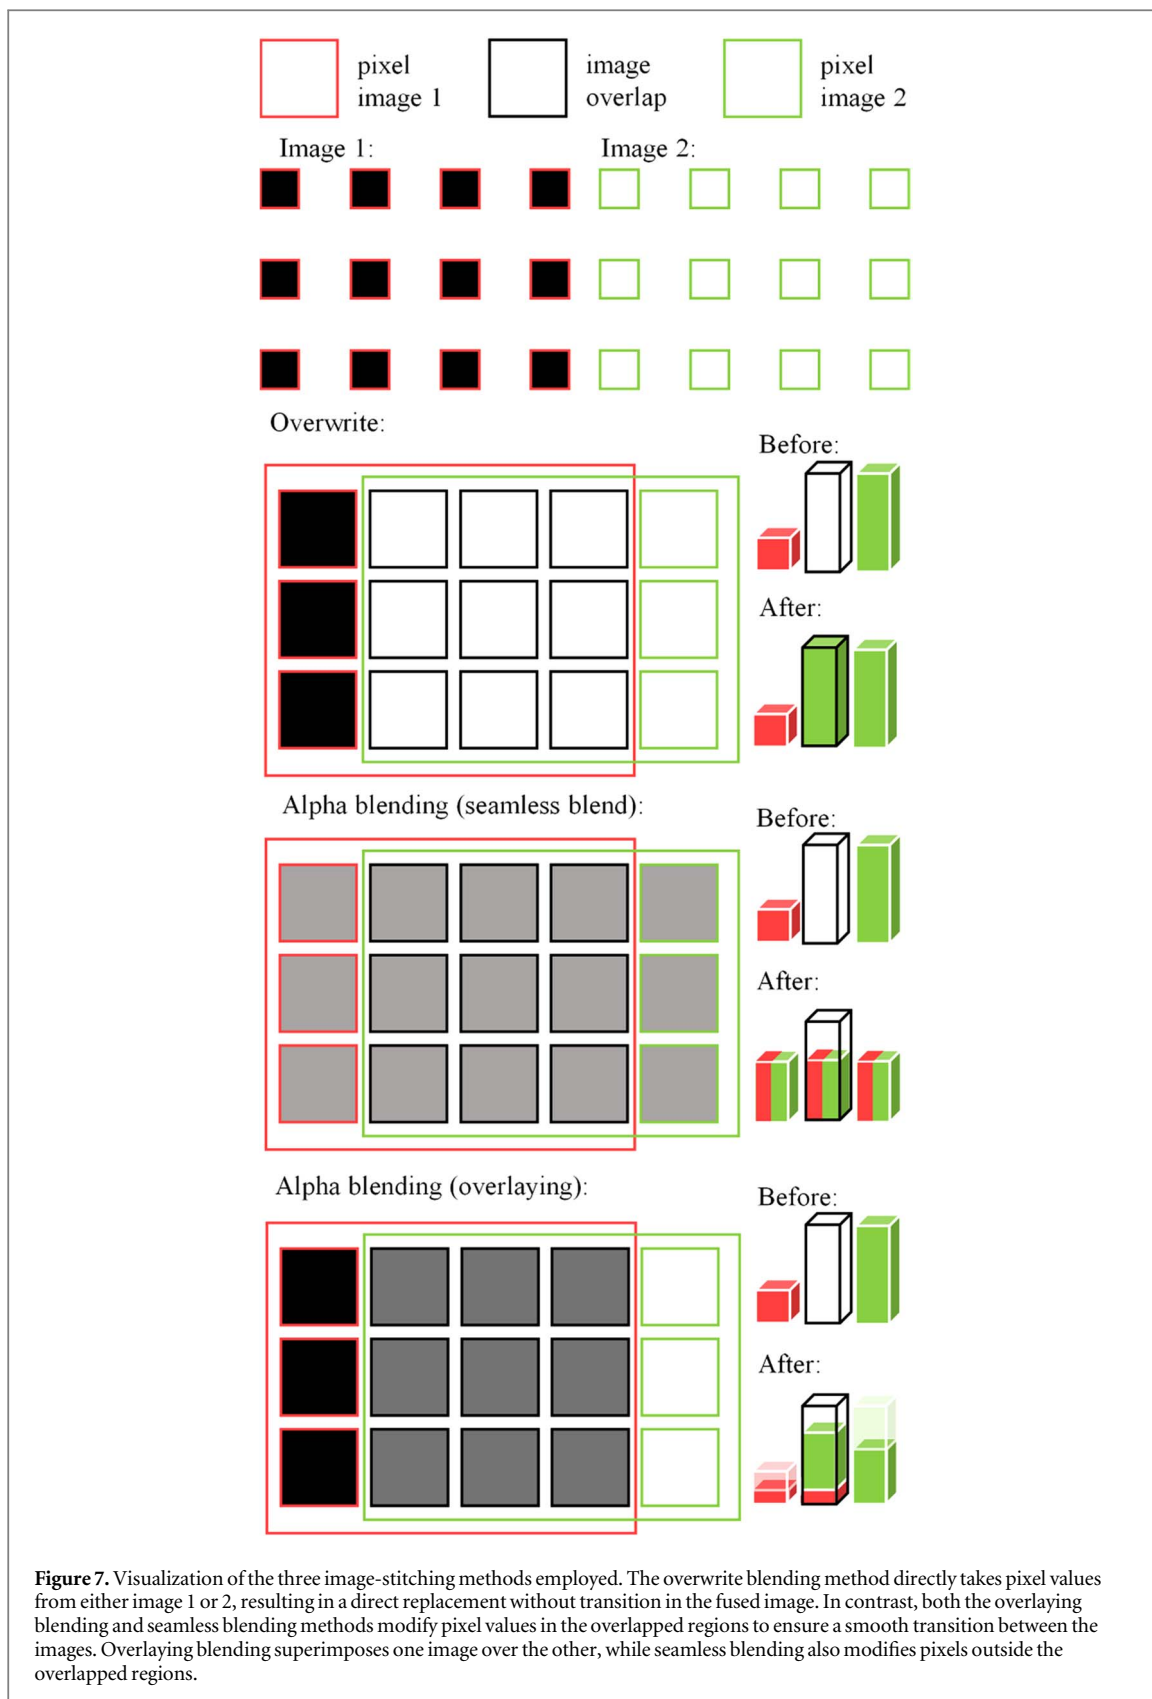 pixel
image 1
image
overlap
pixel
image 2
Image 1:
Image 2:
Overwrite:
Before:
After:
Alpha blending (seamless blend):
Before:
After:
Alpha blending (overlaying):
Before:
After:
Figure 7. Visualization of the three image-stitching methods employed. The overwrite blending method directly takes pixel values
from either image 1 or 2, resulting in a direct replacement without transition in the fused image. In contrast, both the overlaying
blending and seamless blending methods modify pixel values in the overlapped regions to ensure a smooth transition between the
images. Overlaying blending superimposes one image over the other, while seamless blending also modifies pixels outside the
overlapped regions.